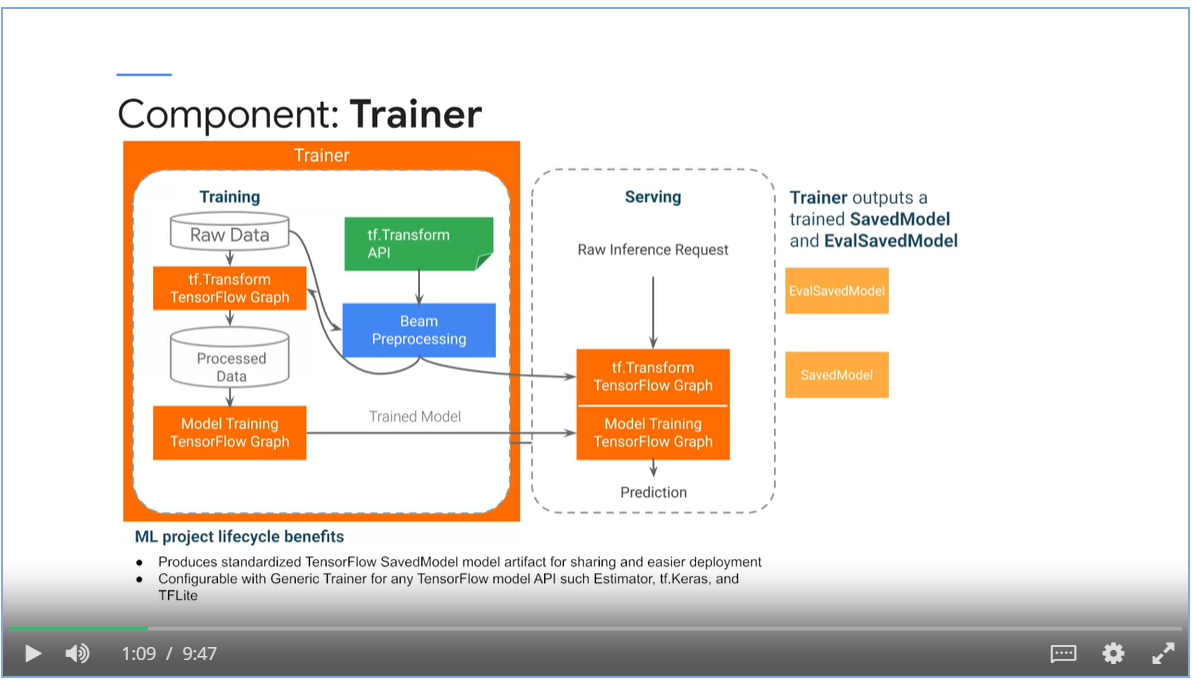 Component: Trainer
Trainer
Training
Raw Data
tf.Transform
TensorFlow Graph
Processed
Data
Model Training
TensorFlow Graph
tf.Transform
API
Beam
Preprocessing
Trained Model
Serving
Raw Inference Request
tf.Transform
TensorFlow Graph
Model Training
TensorFlow Graph
Prediction
Trainer outputs a
trained SavedModel
and EvalSavedModel
EvalSavedModel
SavedModel
ML project lifecycle benefits
● Produces standardized TensorFlow SavedModel model artifact for sharing and easier deployment
● Configurable with Generic Trainer for any TensorFlow model API such Estimator, tf.Keras, and
TFLite
1:09 / 9:47